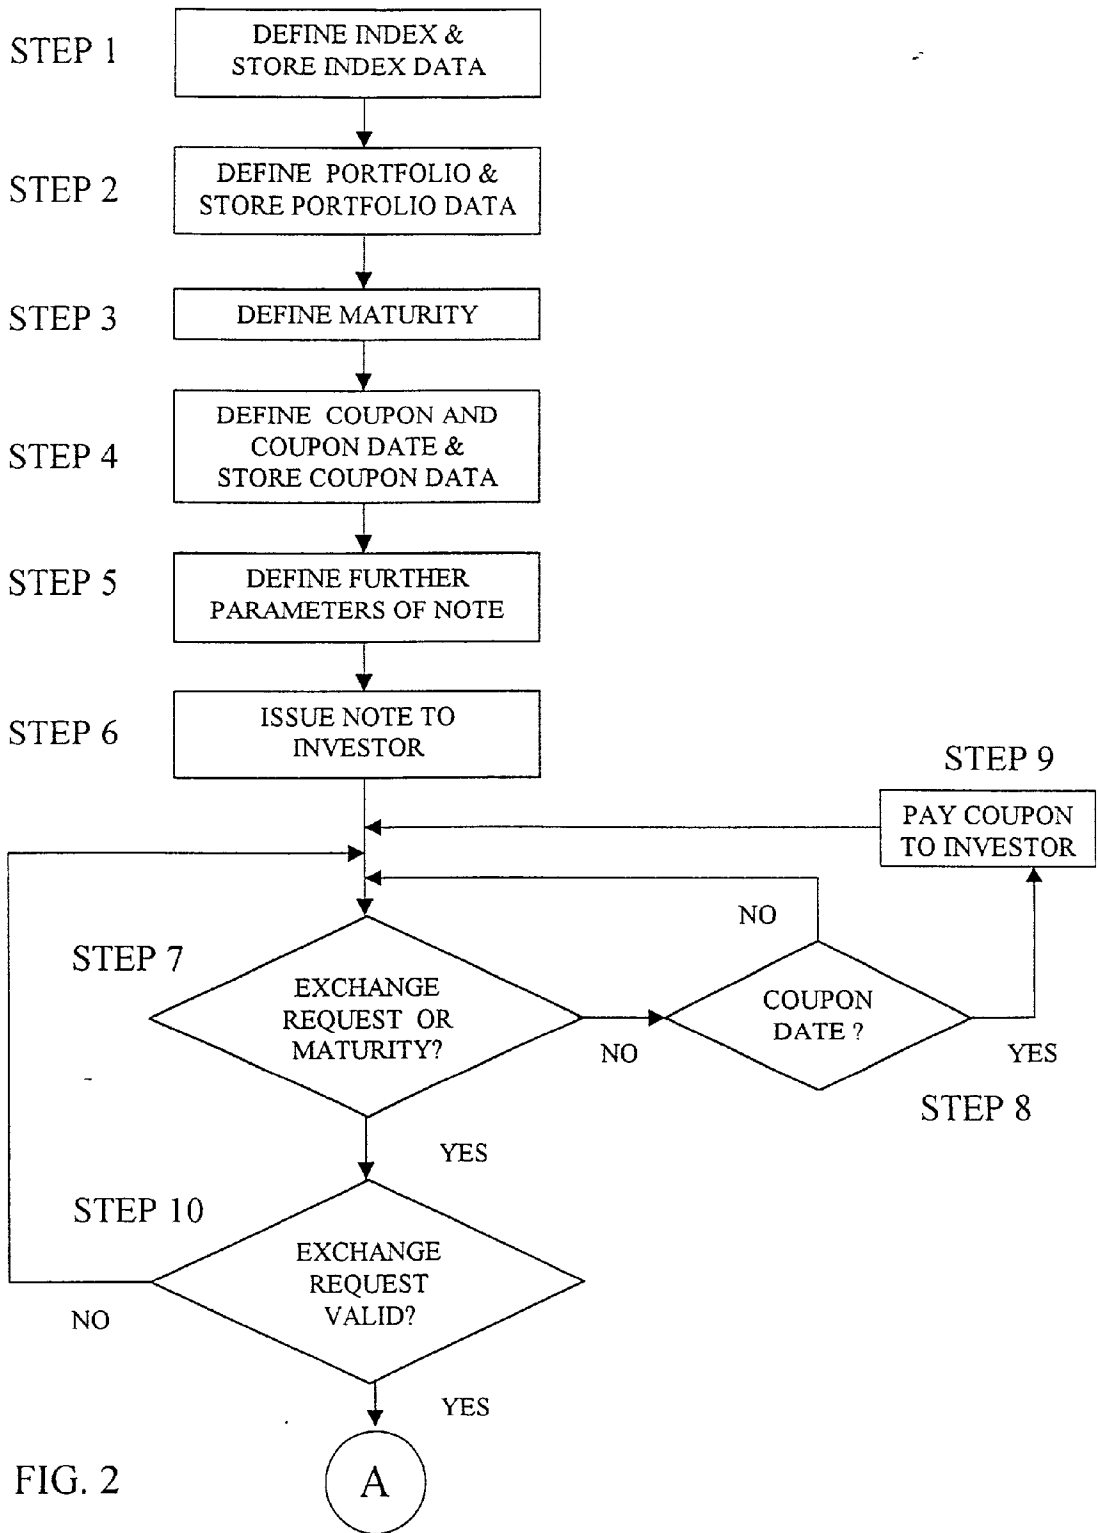 STEP 1
DEFINE INDEX &
STORE INDEX DATA
STEP 2
DEFINE PORTFOLIO &
STORE PORTFOLIO DATA
STEP 3
DEFINE MATURITY
STEP 4
DEFINE COUPON AND
COUPON DATE &
STORE COUPON DATA
STEP 5
DEFINE FURTHER
PARAMETERS OF NOTE
STEP 6
ISSUE NOTE TO
INVESTOR
STEP 9
PAY COUPON
TO INVESTOR
STEP 7
EXCHANGE
REQUEST OR
MATURITY?
NO
NO
COUPON
DATE ?
YES
STEP 8
YES
STEP 10
EXCHANGE
REQUEST
VALID?
NO
YES
A
FIG. 2